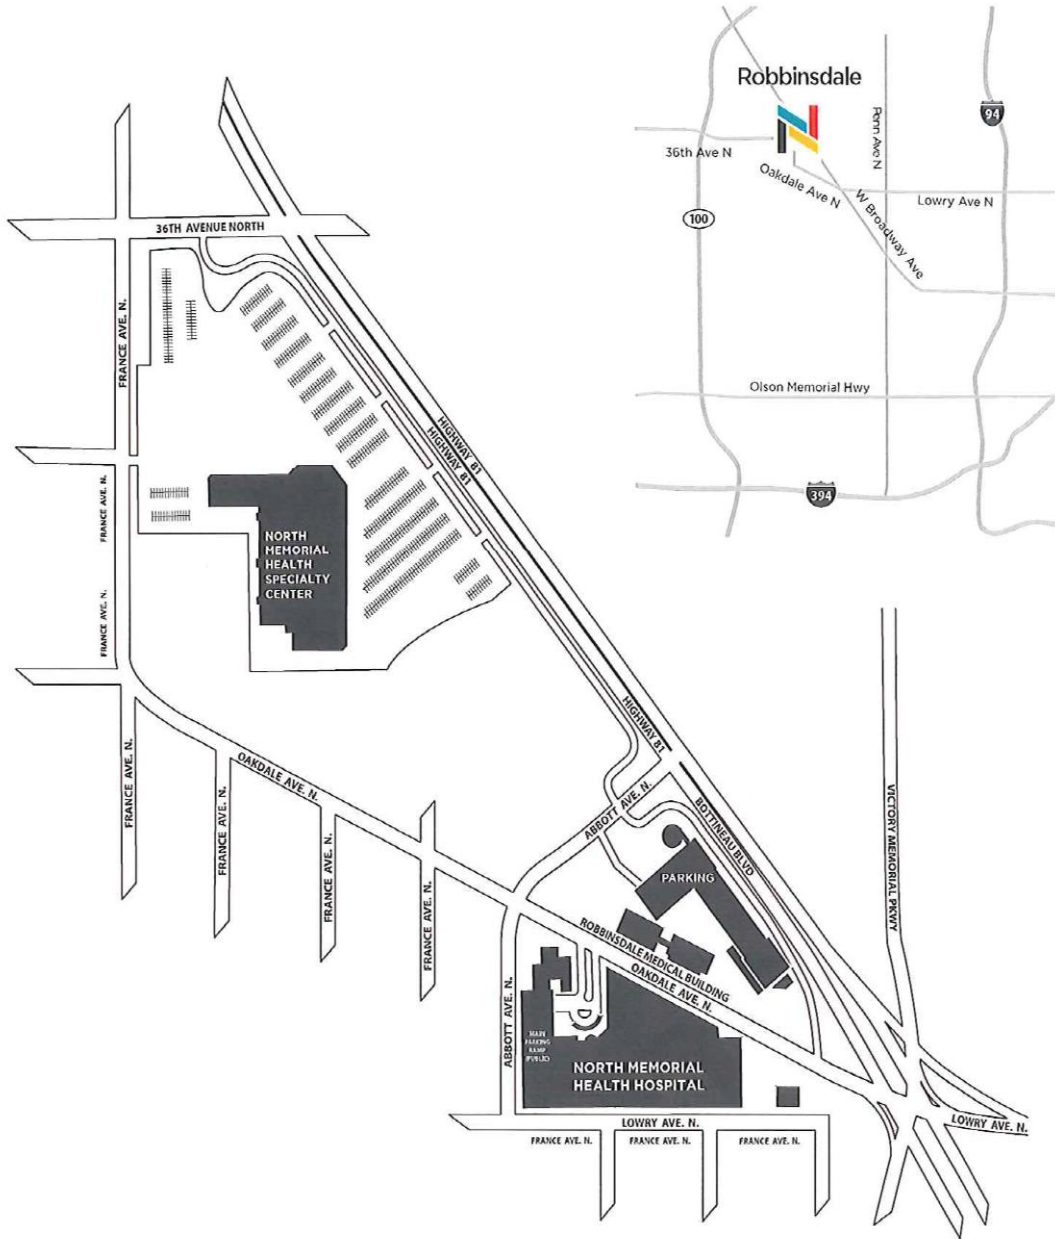 Robbinsdale
94
Penn Ave N
36th Ave N
Oakdale Ave N
Lowry Ave N
100
W Broadway Ave
Olson Memorial Hwy
394
36TH AVENUE NORTH
FRANCE AVE. N.
HIGHWAY 81
HIGHWAY 81
FRANCE AVE. N.
NORTH
MEMORIAL
HEALTH
SPECIALTY
CENTER
FRANCE AVE. N.
HIGHWAY 81
FRANCE AVE. N.
OAKDALE AVE. N.
FRANCE AVE. N.
FRANCE AVE. N.
FRANCE AVE. N.
ABBOTT AVE. N.
BOTTINEAU BLVD
VICTORY MEMORIAL PKWY
PARKING
ROBBINSDALE MEDICAL BUILDING
OAKDALE AVE. N.
ABBOTT AVE. N.
MAIN
PARKING
RAMP
(PUBLIC)
NORTH MEMORIAL
HEALTH HOSPITAL
LOWRY AVE. N.
LOWRY AVE. N.
FRANCE AVE. N.
FRANCE AVE. N.
FRANCE AVE. N.